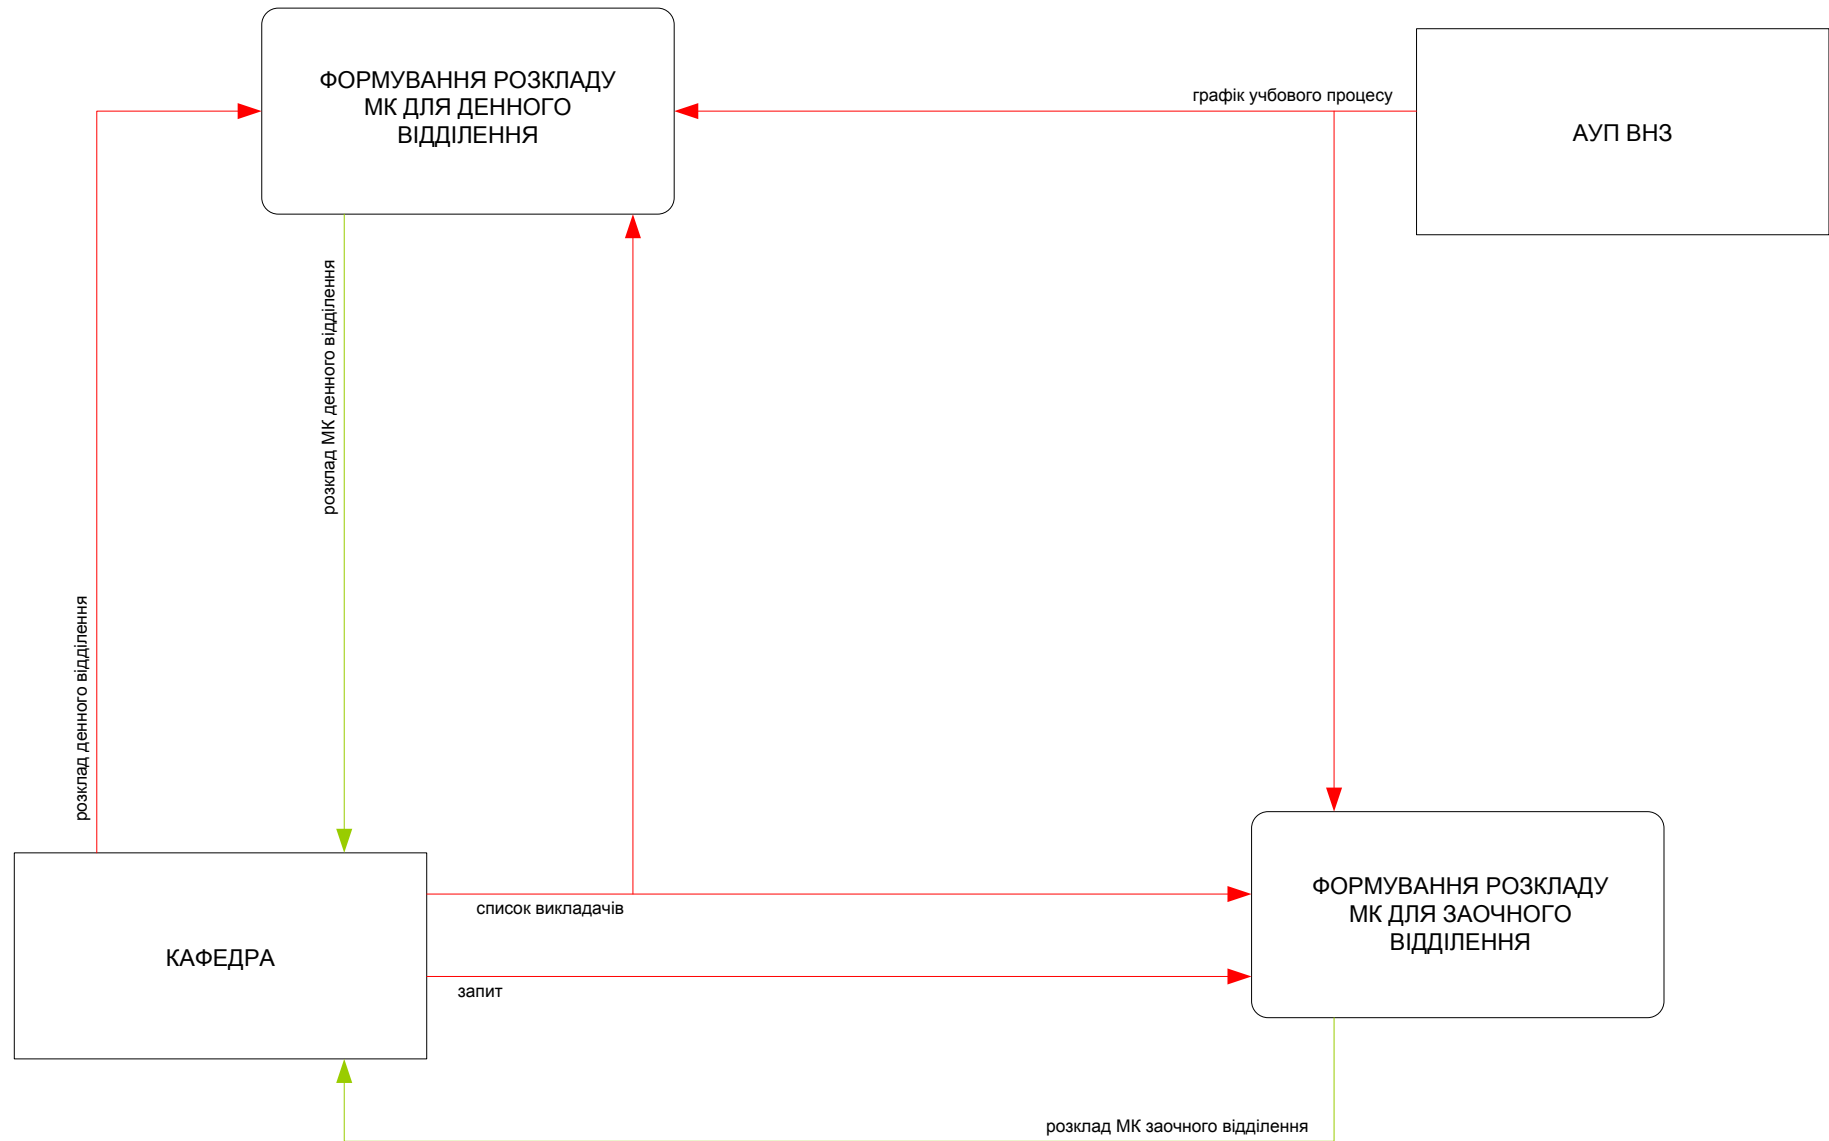 ФОРМУВАННЯ РОЗКЛАДУ
МК ДЛЯ ДЕННОГО
ВІДДІЛЕННЯ
графік учбового процесу
АУП ВНЗ
розклад МК денного відділення
розклад денного відділення
КАФЕДРА
список викладачів
запит
ФОРМУВАННЯ РОЗКЛАДУ
МК ДЛЯ ЗАОЧНОГО
ВІДДІЛЕННЯ
розклад МК заочного відділення